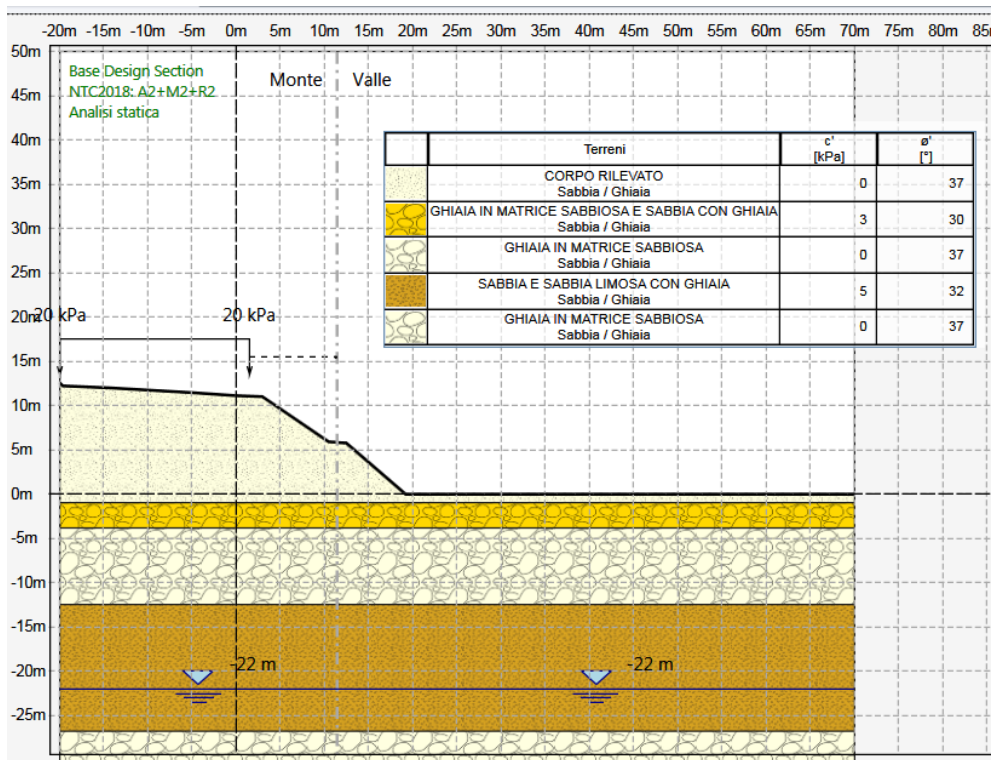 -20m -15m -10m -5m 0m 5m 10m 15m 20m 25m 30m 35m 40m 45m 50m 55m 60m 65m 70m 75m 80m
50m
Base Design Section
Monte Valle
NTC2018: A2+M2+R2
45m
Analisi statica
40m
Terreni c' ø'
[kPa] [°]
35m
CORPO RILEVATO 0 37
Sabbia / Ghiaia
GHIAIA IN MATRICE SABBIOSA E SABBIA CON GHIAIA 3 30
Sabbia / Ghiaia
30m
GHIAIA IN MATRICE SABBIOSA 0 37
Sabbia / Ghiaia
25m
SABBIA E SABBIA LIMOSA CON GHIAIA 5 32
Sabbia / Ghiaia
20m
20 kPa 20 kPa
GHIAIA IN MATRICE SABBIOSA 0 37
Sabbia / Ghiaia
15m
10m
5m
0m
-5m
-10m
-15m
-20m
-22 m -22 m
-25m